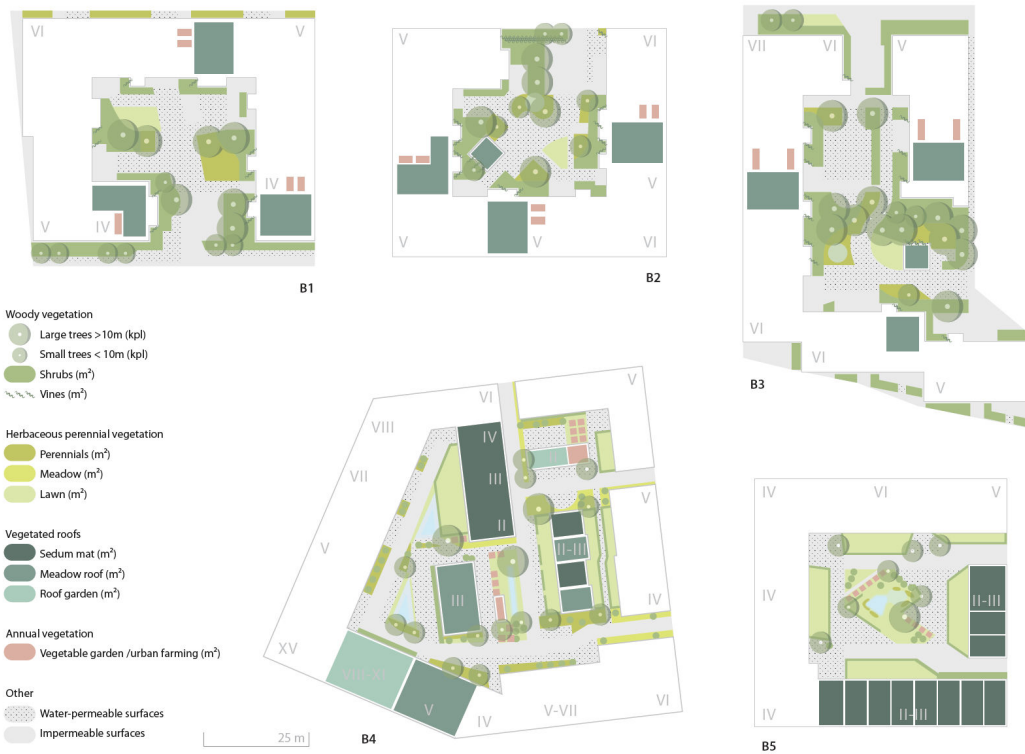 VI
IV
V
IV
B1
V
VI
V
V
V
VI
B2
VII
VI
V
VI
VI
V
B3
Woody vegetation
Large trees >10m (kpl)
Small trees < 10m (kpl)
Shrubs (m²)
Vines (m²)
Herbaceous perennial vegetation
Perennials (m²)
Meadow (m²)
Lawn (m²)
Vegetated roofs
Sedum mat (m²)
Meadow roof (m²)
Roof garden (m²)
Annual vegetation
Vegetable garden /urban farming (m²)
Other
Water-permeable surfaces
Impermeable surfaces
25 m
V
VI
VIII
IV
VII
III
V
II
V
II-III
III
IV
XV
VIII-XI
V
IV
V-VII
VI
B4
IV
VI
V
IV
II-III
IV
II-III
B5